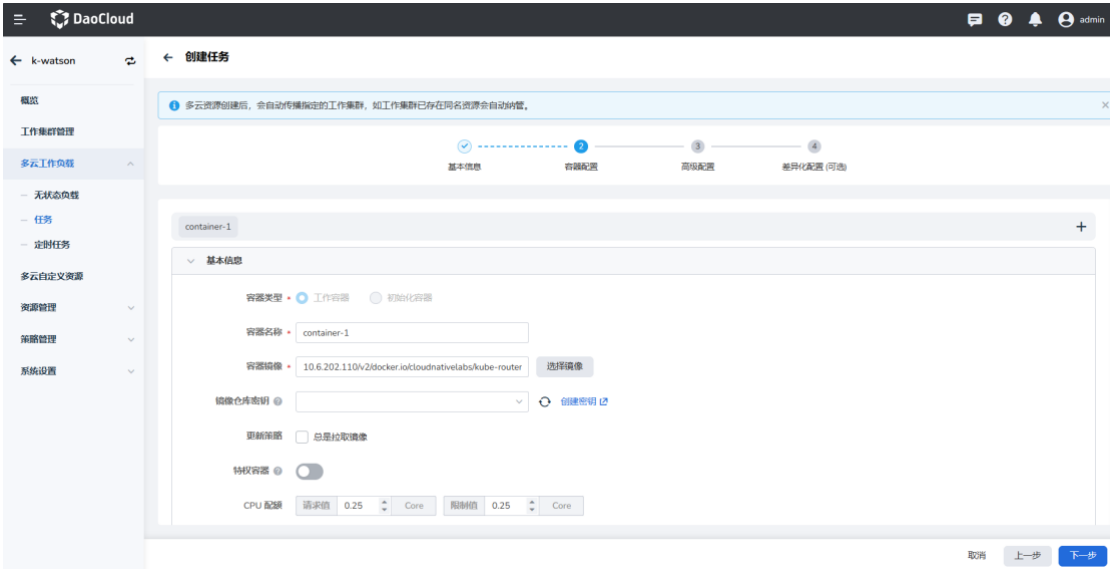 DaoCloud
admin
k-watson
创建任务
概览
工作集群管理
多云工作负载
无状态负载
任务
定时任务
多云自定义资源
资源管理
策略管理
系统设置
多云资源创建后，会自动传播指定的工作集群，如工作集群已存在同名资源会自动纳管。
2 3 4
基本信息 容器配置 高级配置 差异化配置 (可选)
container-1
基本信息
容器类型 • 工作容器 初始化容器
容器名称 • container-1
容器镜像 • 10.6.202.110/v2/docker.io/cloudnativelabs/kube-router 选择镜像
镜像仓库密钥 创建密钥
更新策略 总是拉取镜像
特权容器
CPU 配额 请求值 0.25 Core 限制值 0.25 Core
取消 上一步 下一步